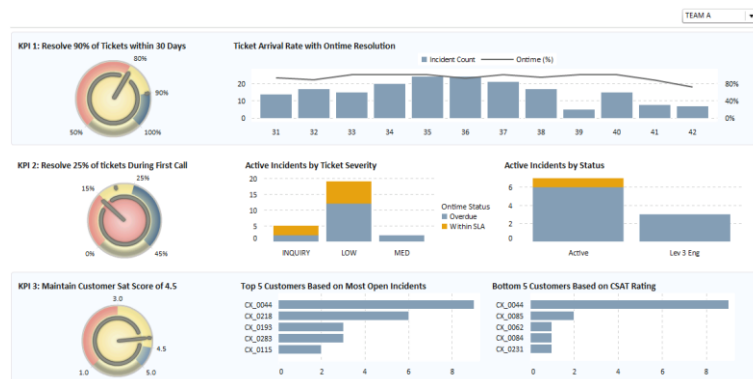 TEAM A
KPI 1: Resolve 90% of Tickets within 30 Days
80%
90%
50%
100%
Ticket Arrival Rate with Ontime Resolution
Incident Count
Ontime (%)
20
10
0
80%
40%
0%
31 32 33 34 35 36 37 38 39 40 41 42
KPI 2: Resolve 25% of tickets During First Call
25%
15%
0%
45%
Active Incidents by Ticket Severity
20
15
10
5
0
INQUIRY LOW MED
Ontime Status
Overdue
Within SLA
Active Incidents by Status
6
4
2
0
Active Lev 3 Eng
KPI 3: Maintain Customer Sat Score of 4.5
3.0
4.5
1.0 5.0
Top 5 Customers Based on Most Open Incidents
CX_0044
CX_0218
CX_0193
CX_0283
CX_0115
0 2 4 6 8
Bottom 5 Customers Based on CSAT Rating
CX_0044
CX_0085
CX_0062
CX_0084
CX_0231
0 2 4 6 8